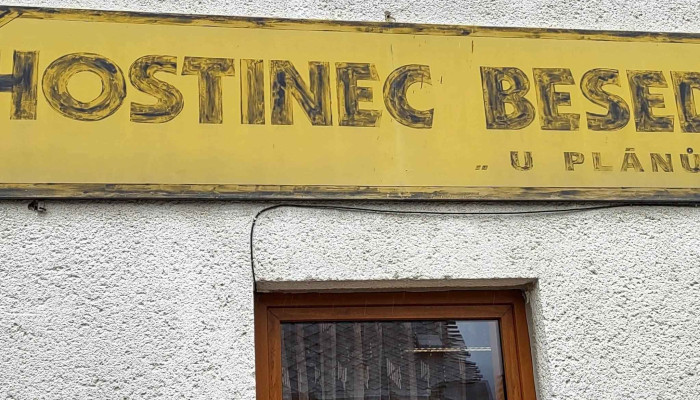 HOSTINEC BESED
„ U PLÁNŮ